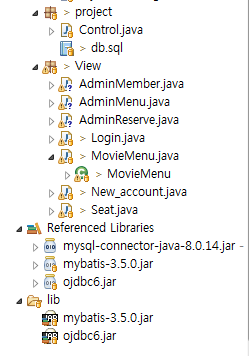 > project
> Control.java
> db.sql
> View
AdminMember.java
AdminMenu.java
AdminReserve.java
> Login.java
> MovieMenu.java
> MovieMenu
> New_account.java
> Seat.java
Referenced Libraries
mysql-connector-java-8.0.14.jar -
mybatis-3.5.0.jar
ojdbc6.jar
> lib
mybatis-3.5.0.jar
ojdbc6.jar